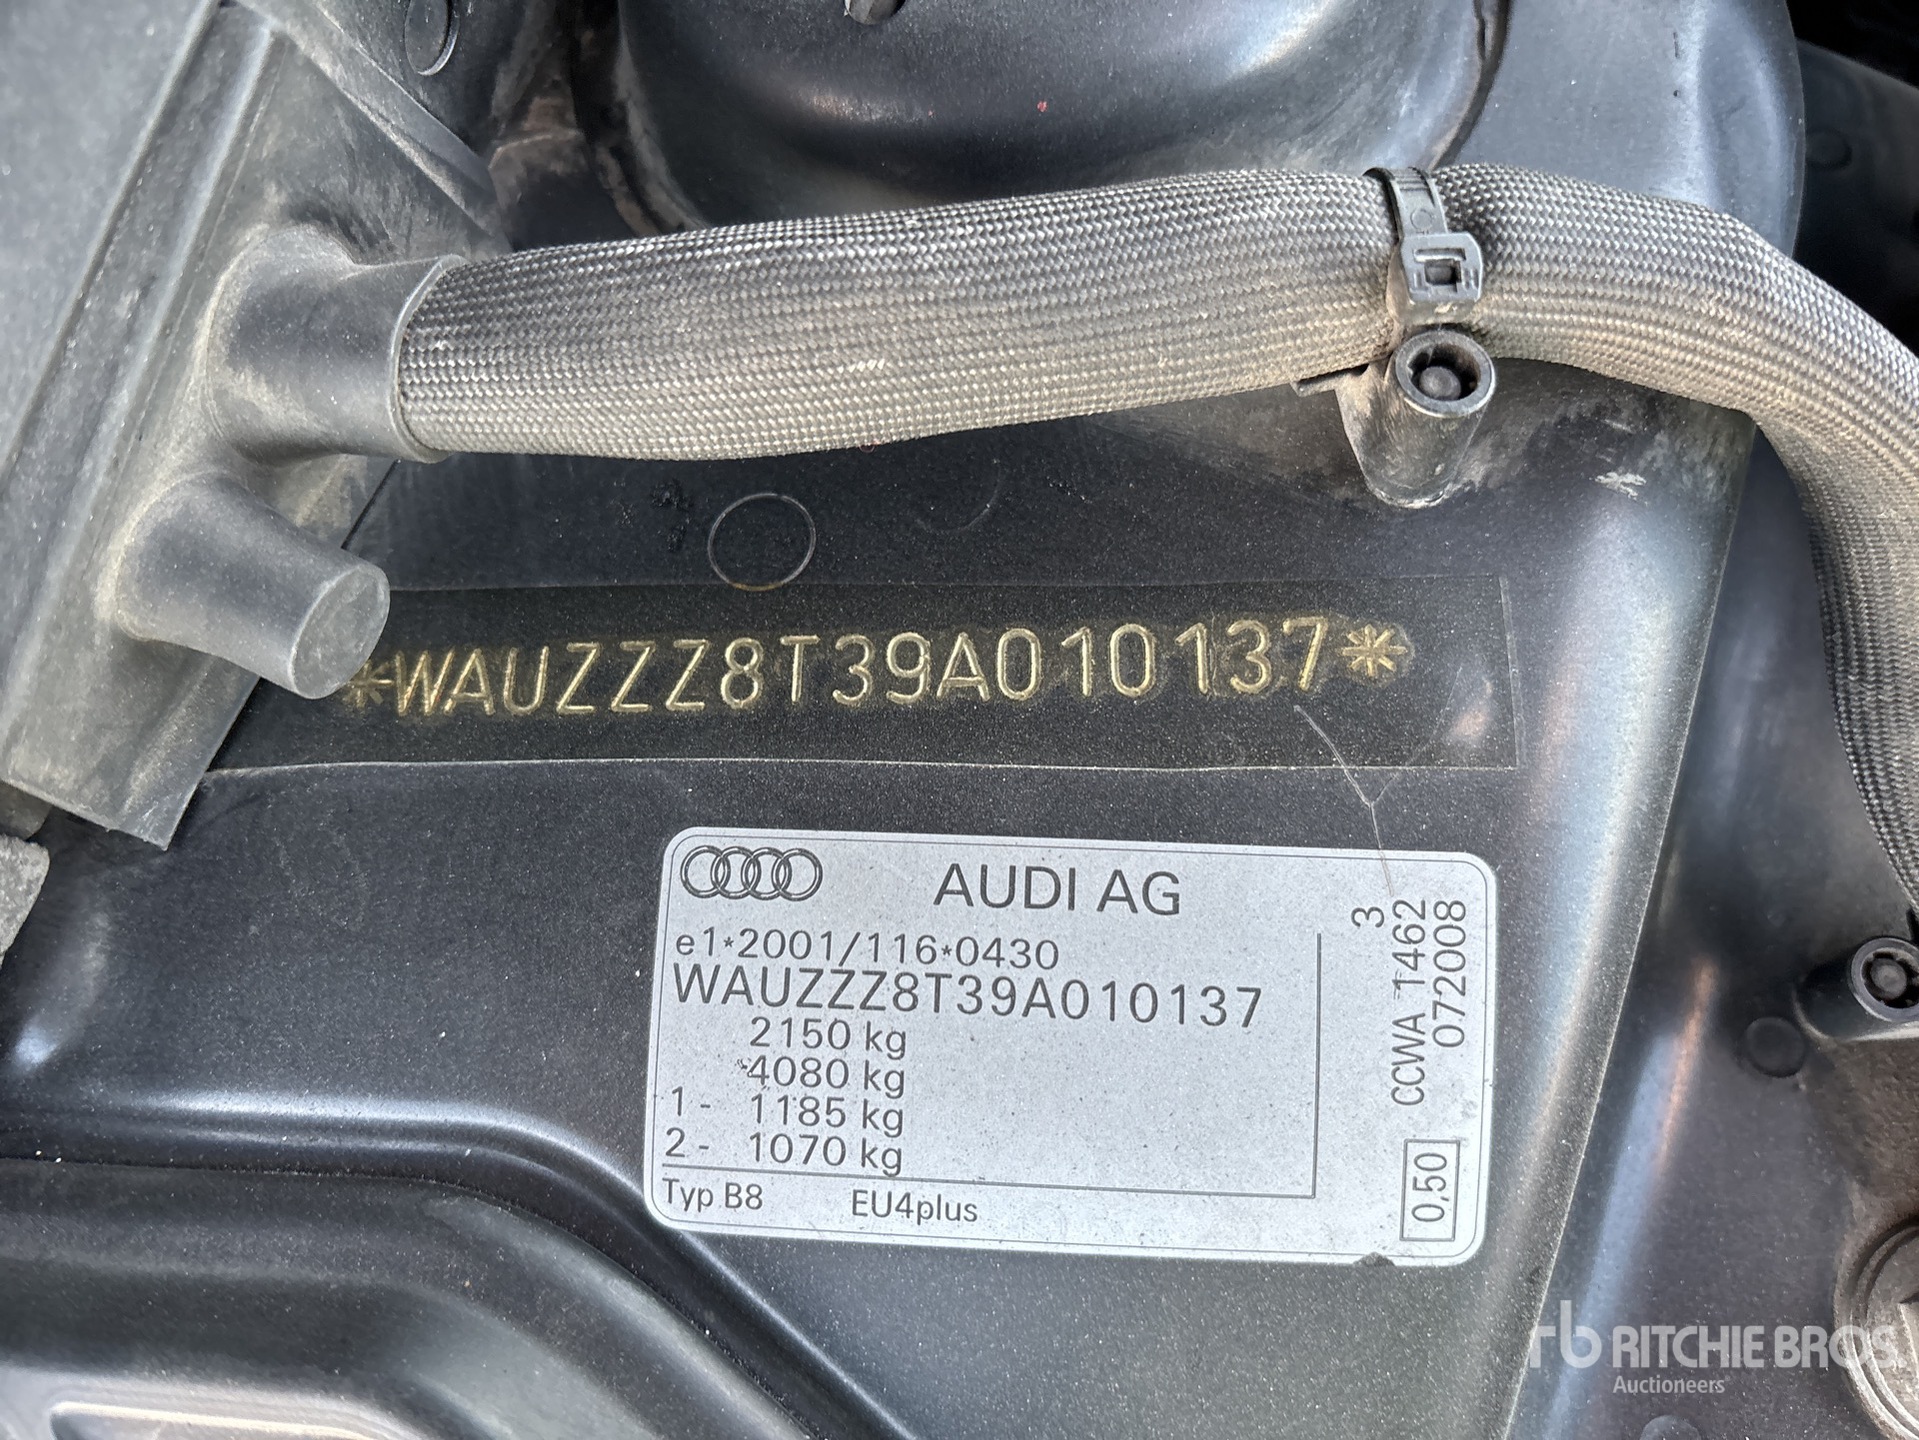 *WAUZZZ8T39A010137*
AUDI AG
e1*2001/116*0430
WAUZZZ8T39A010137
2150 kg
4080 kg
1- 1185 kg
2- 1070 kg
Typ B8 EU4plus
3
CCWA 1462
072008
0,50
rb RITCHIE BROS.
Auctioneers